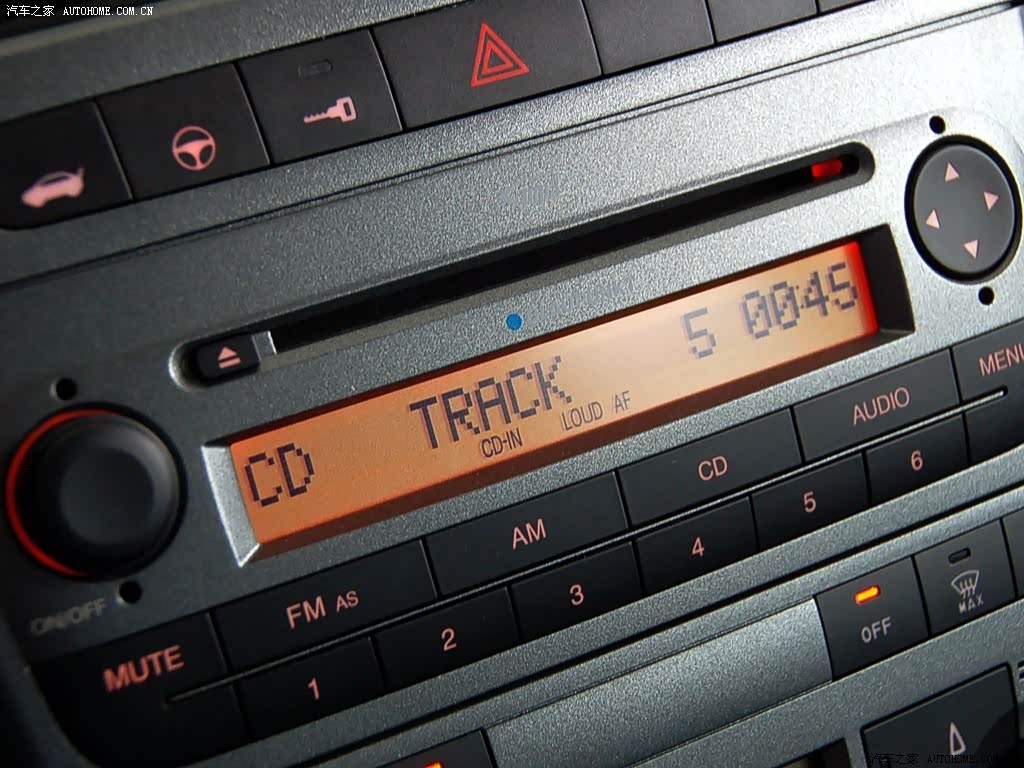 汽车之家 AUTOHOME.COM.CN
CD TRACK 5 0045
CD-IN LOUD AF
ON/OFF
MUTE FM AS AM CD AUDIO MENU
1 2 3 4 5 6
OFF MAX
汽车之家 AUTOHOME.COM.CN